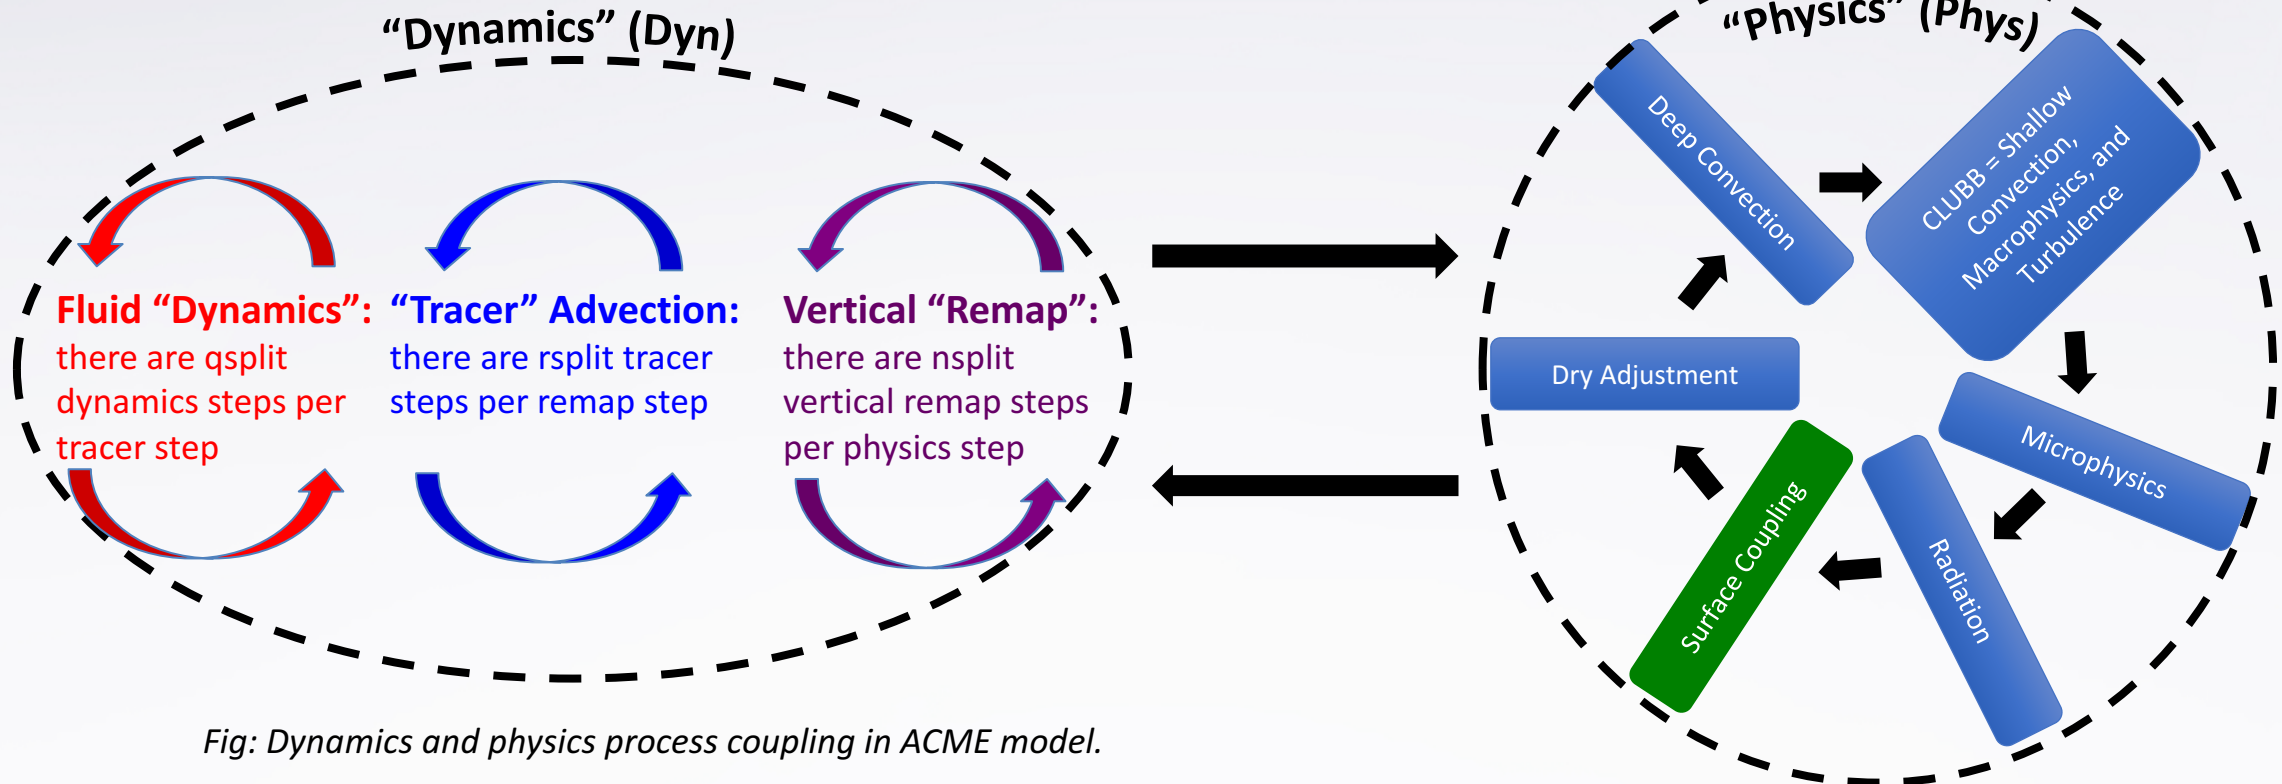 “Dynamics” (Dyn)
Fluid “Dynamics”:
there are qsplit
dynamics steps per
tracer step
“Tracer” Advection:
there are rsplit tracer
steps per remap step
Vertical “Remap”:
there are nsplit
vertical remap steps
per physics step
“Physics” (Phys)
Deep Convection
CLUBB = Shallow
Convection,
Macrophysics, and
Turbulence
Microphysics
Radiation
Surface Coupling
Dry Adjustment
Fig: Dynamics and physics process coupling in ACME model.